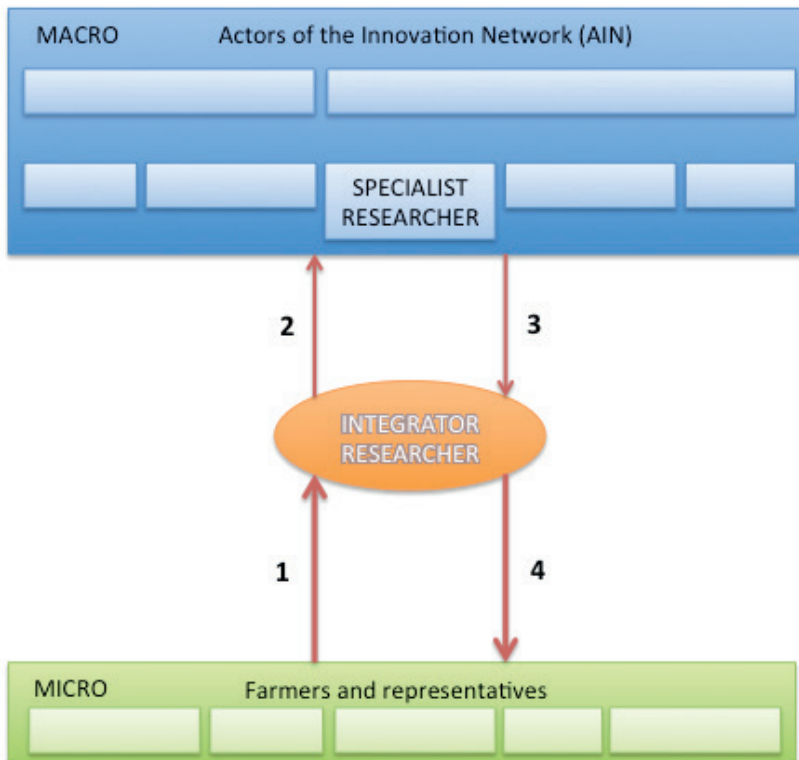 MACRO Actors of the Innovation Network (AIN)
SPECIALIST
RESEARCHER
2
3
INTEGRATOR
RESEARCHER
1
4
MICRO Farmers and representatives